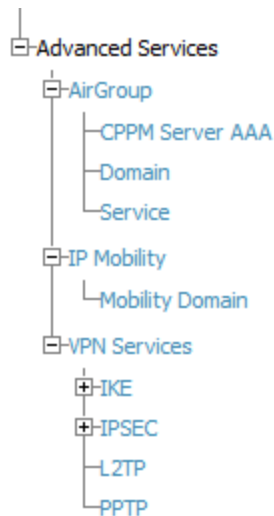 Advanced Services
AirGroup
CPPM Server AAA
Domain
Service
IP Mobility
Mobility Domain
VPN Services
IKE
IPSEC
L2TP
PPTP